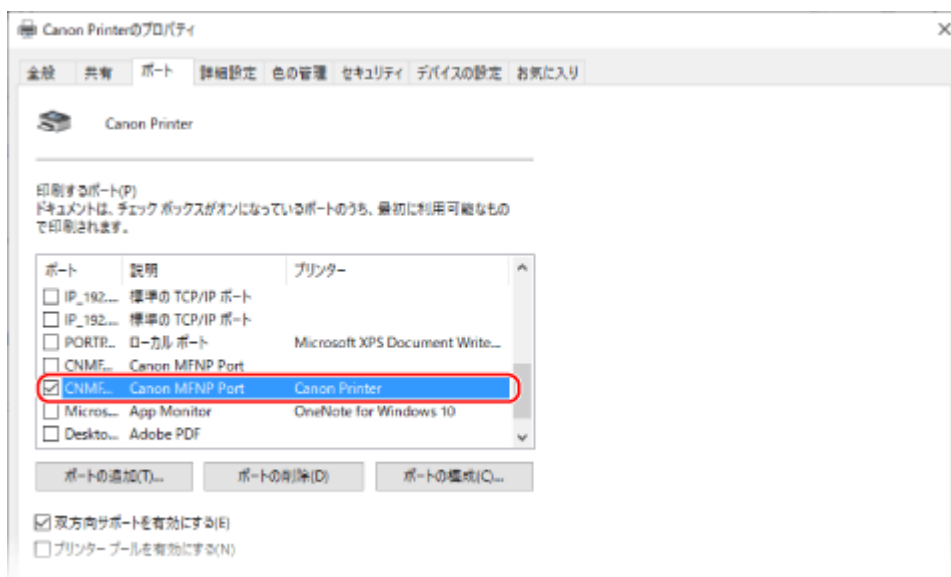 Canon Printerのプロパティ
全般 共有 ポート 詳細設定 色の管理 セキュリティ デバイスの設定 お気に入り
Canon Printer
印刷するポート(P)
ドキュメントは、チェック ボックスがオンになっているポートのうち、最初に利用可能なもの
で印刷されます。
ポート 説明 プリンター
IP_192.... 標準の TCP/IP ポート
IP_192.... 標準の TCP/IP ポート
PORTP... ローカル ポート Microsoft XPS Document Write...
CNMF... Canon MFNP Port
CNMF... Canon MFNP Port Canon Printer
Micros... App Monitor OneNote for Windows 10
Deskto... Adobe PDF
ポートの追加(T)... ポートの削除(D) ポートの構成(C)...
双方向サポートを有効にする(E)
プリンター プールを有効にする(N)